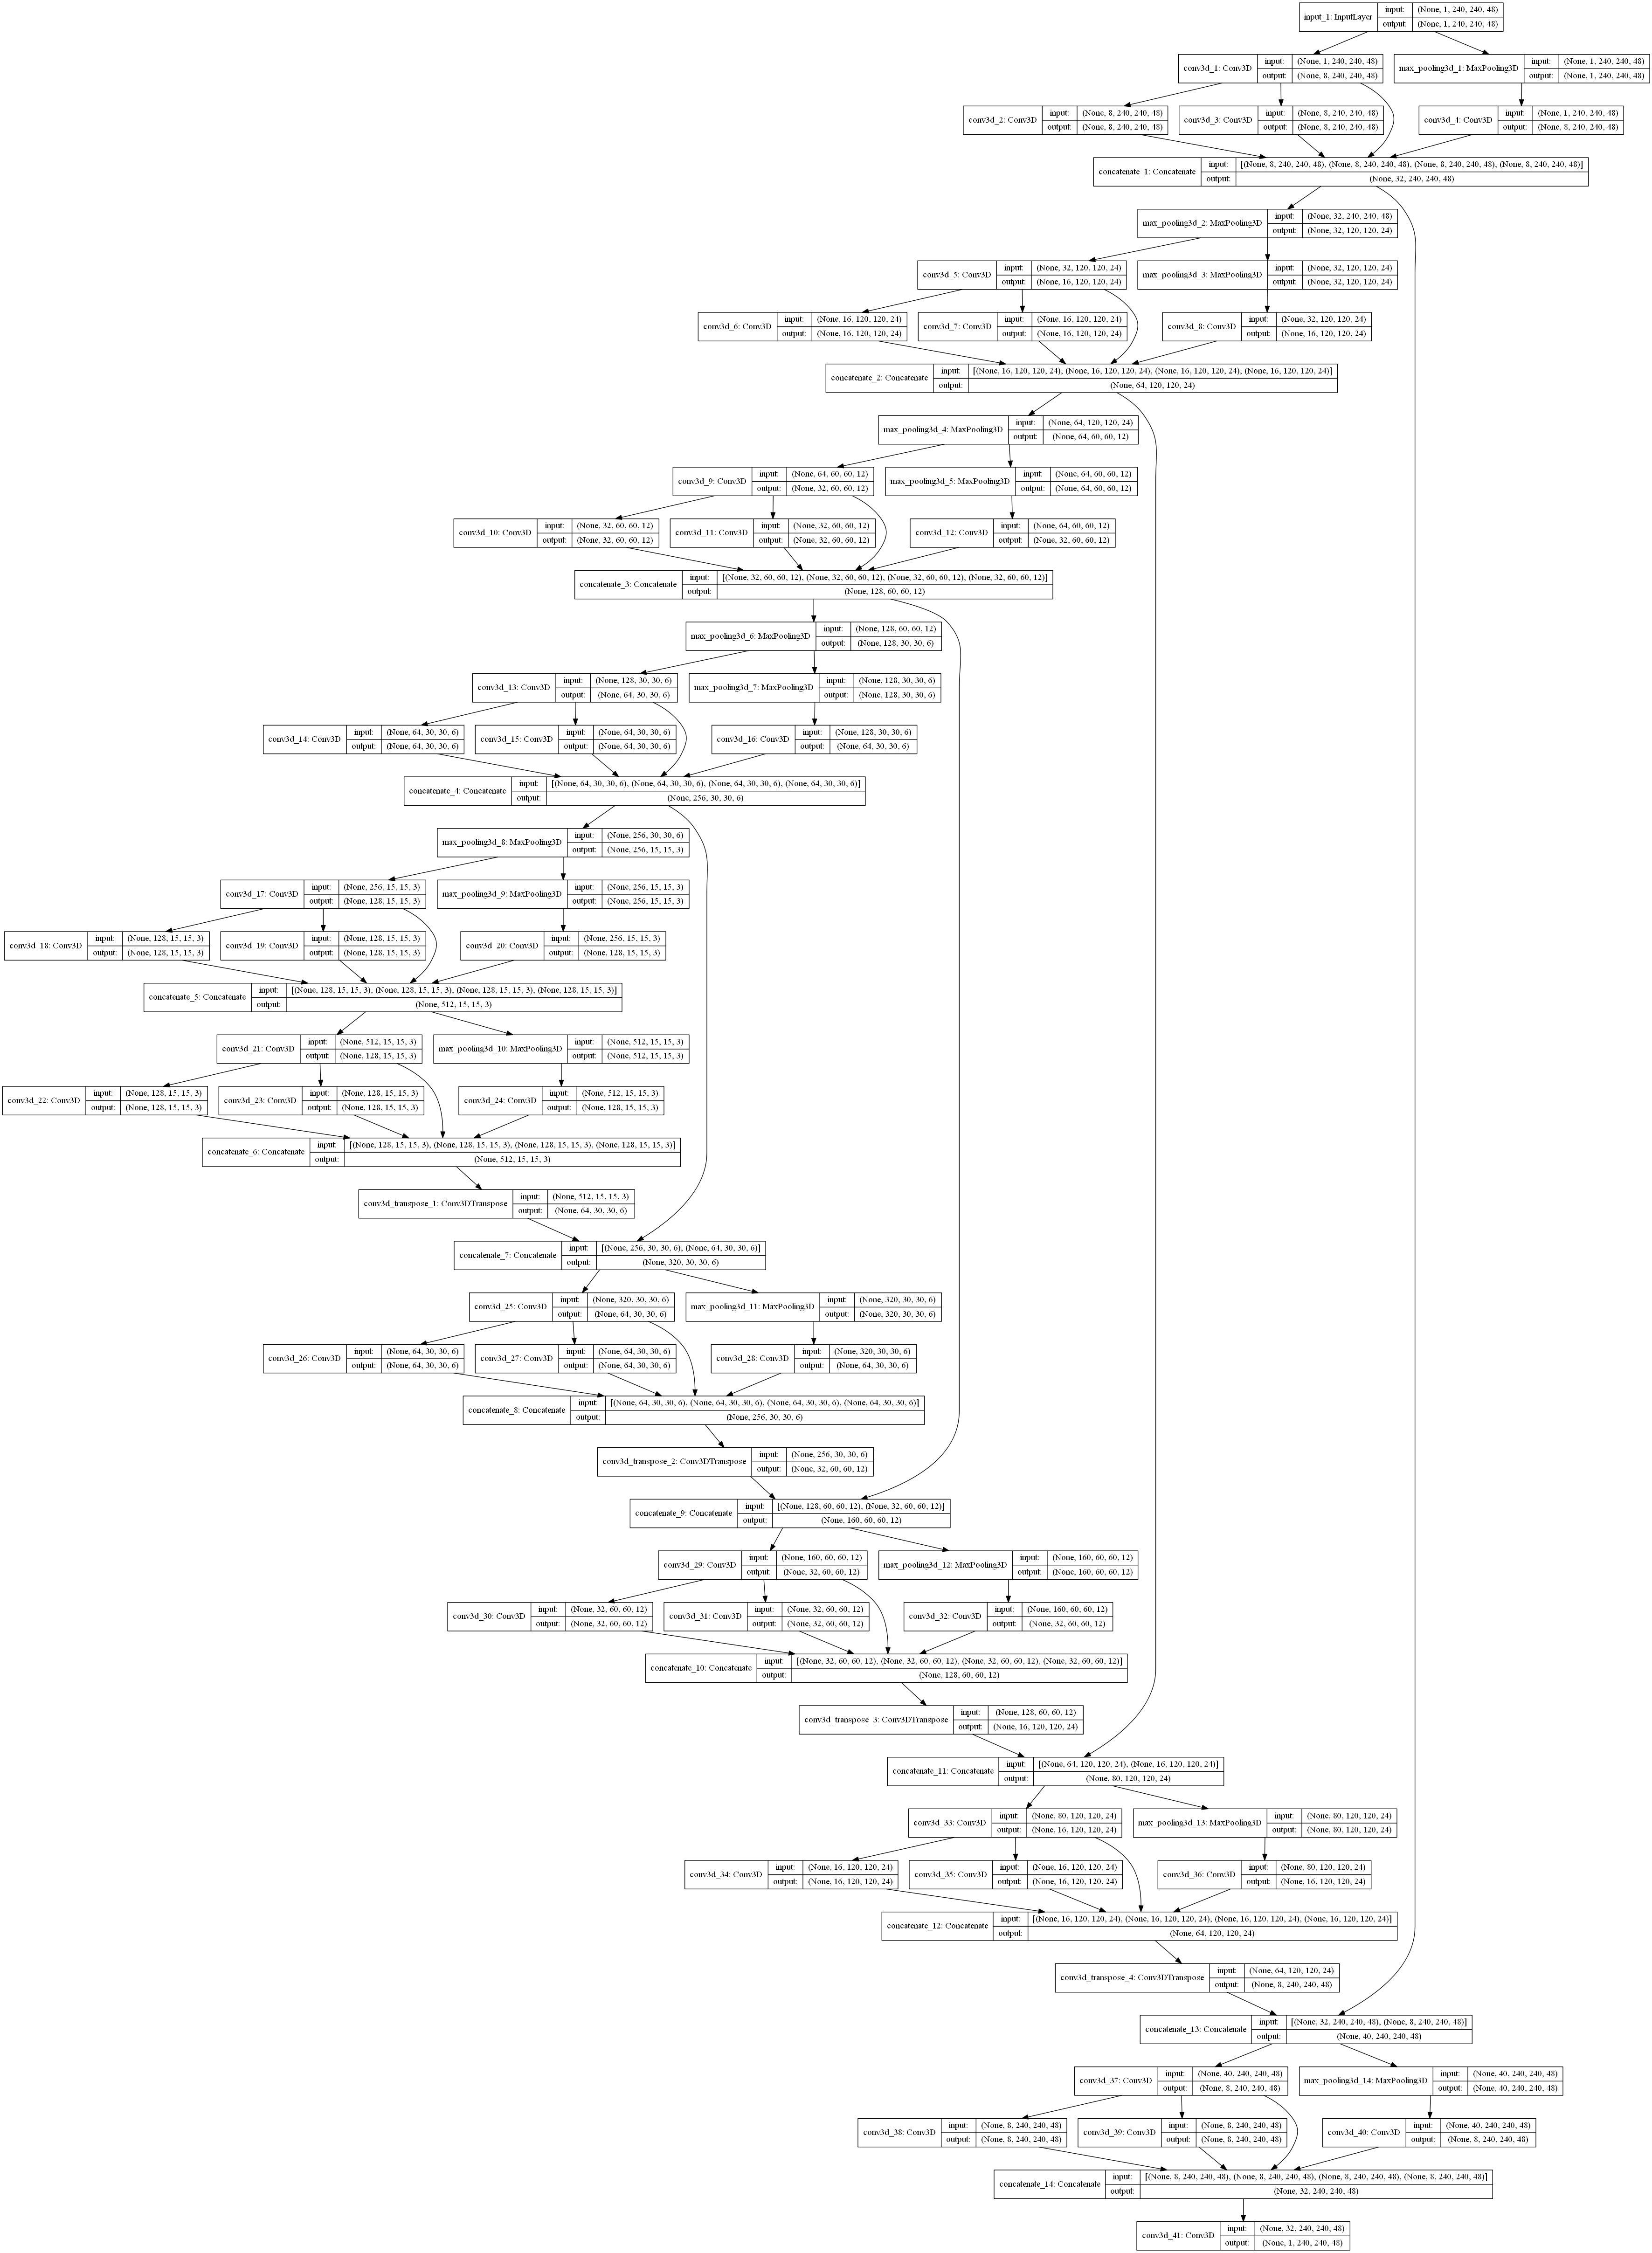 input_1: InputLayer
input: (None, 1, 240, 240, 48)
output: (None, 1, 240, 240, 48)
conv3d_1: Conv3D
input: (None, 1, 240, 240, 48)
output: (None, 8, 240, 240, 48)
max_pooling3d_1: MaxPooling3D
input: (None, 1, 240, 240, 48)
output: (None, 1, 240, 240, 48)
conv3d_2: Conv3D
input: (None, 8, 240, 240, 48)
output: (None, 8, 240, 240, 48)
conv3d_3: Conv3D
input: (None, 8, 240, 240, 48)
output: (None, 8, 240, 240, 48)
conv3d_4: Conv3D
input: (None, 1, 240, 240, 48)
output: (None, 8, 240, 240, 48)
concatenate_1: Concatenate
input: [(None, 8, 240, 240, 48), (None, 8, 240, 240, 48), (None, 8, 240, 240, 48), (None, 8, 240, 240, 48)]
output: (None, 32, 240, 240, 48)
max_pooling3d_2: MaxPooling3D
input: (None, 32, 240, 240, 48)
output: (None, 32, 120, 120, 24)
conv3d_5: Conv3D
input: (None, 32, 120, 120, 24)
output: (None, 16, 120, 120, 24)
max_pooling3d_3: MaxPooling3D
input: (None, 32, 120, 120, 24)
output: (None, 32, 120, 120, 24)
conv3d_6: Conv3D
input: (None, 16, 120, 120, 24)
output: (None, 16, 120, 120, 24)
conv3d_7: Conv3D
input: (None, 16, 120, 120, 24)
output: (None, 16, 120, 120, 24)
conv3d_8: Conv3D
input: (None, 32, 120, 120, 24)
output: (None, 16, 120, 120, 24)
concatenate_2: Concatenate
input: [(None, 16, 120, 120, 24), (None, 16, 120, 120, 24), (None, 16, 120, 120, 24), (None, 16, 120, 120, 24)]
output: (None, 64, 120, 120, 24)
max_pooling3d_4: MaxPooling3D
input: (None, 64, 120, 120, 24)
output: (None, 64, 60, 60, 12)
conv3d_9: Conv3D
input: (None, 64, 60, 60, 12)
output: (None, 32, 60, 60, 12)
max_pooling3d_5: MaxPooling3D
input: (None, 64, 60, 60, 12)
output: (None, 64, 60, 60, 12)
conv3d_10: Conv3D
input: (None, 32, 60, 60, 12)
output: (None, 32, 60, 60, 12)
conv3d_11: Conv3D
input: (None, 32, 60, 60, 12)
output: (None, 32, 60, 60, 12)
conv3d_12: Conv3D
input: (None, 64, 60, 60, 12)
output: (None, 32, 60, 60, 12)
concatenate_3: Concatenate
input: [(None, 32, 60, 60, 12), (None, 32, 60, 60, 12), (None, 32, 60, 60, 12), (None, 32, 60, 60, 12)]
output: (None, 128, 60, 60, 12)
max_pooling3d_6: MaxPooling3D
input: (None, 128, 60, 60, 12)
output: (None, 128, 30, 30, 6)
conv3d_13: Conv3D
input: (None, 128, 30, 30, 6)
output: (None, 64, 30, 30, 6)
max_pooling3d_7: MaxPooling3D
input: (None, 128, 30, 30, 6)
output: (None, 128, 30, 30, 6)
conv3d_14: Conv3D
input: (None, 64, 30, 30, 6)
output: (None, 64, 30, 30, 6)
conv3d_15: Conv3D
input: (None, 64, 30, 30, 6)
output: (None, 64, 30, 30, 6)
conv3d_16: Conv3D
input: (None, 128, 30, 30, 6)
output: (None, 64, 30, 30, 6)
concatenate_4: Concatenate
input: [(None, 64, 30, 30, 6), (None, 64, 30, 30, 6), (None, 64, 30, 30, 6), (None, 64, 30, 30, 6)]
output: (None, 256, 30, 30, 6)
max_pooling3d_8: MaxPooling3D
input: (None, 256, 30, 30, 6)
output: (None, 256, 15, 15, 3)
conv3d_17: Conv3D
input: (None, 256, 15, 15, 3)
output: (None, 128, 15, 15, 3)
max_pooling3d_9: MaxPooling3D
input: (None, 256, 15, 15, 3)
output: (None, 256, 15, 15, 3)
conv3d_18: Conv3D
input: (None, 128, 15, 15, 3)
output: (None, 128, 15, 15, 3)
conv3d_19: Conv3D
input: (None, 128, 15, 15, 3)
output: (None, 128, 15, 15, 3)
conv3d_20: Conv3D
input: (None, 256, 15, 15, 3)
output: (None, 128, 15, 15, 3)
concatenate_5: Concatenate
input: [(None, 128, 15, 15, 3), (None, 128, 15, 15, 3), (None, 128, 15, 15, 3), (None, 128, 15, 15, 3)]
output: (None, 512, 15, 15, 3)
conv3d_21: Conv3D
input: (None, 512, 15, 15, 3)
output: (None, 128, 15, 15, 3)
max_pooling3d_10: MaxPooling3D
input: (None, 512, 15, 15, 3)
output: (None, 512, 15, 15, 3)
conv3d_22: Conv3D
input: (None, 128, 15, 15, 3)
output: (None, 128, 15, 15, 3)
conv3d_23: Conv3D
input: (None, 128, 15, 15, 3)
output: (None, 128, 15, 15, 3)
conv3d_24: Conv3D
input: (None, 512, 15, 15, 3)
output: (None, 128, 15, 15, 3)
concatenate_6: Concatenate
input: [(None, 128, 15, 15, 3), (None, 128, 15, 15, 3), (None, 128, 15, 15, 3), (None, 128, 15, 15, 3)]
output: (None, 512, 15, 15, 3)
conv3d_transpose_1: Conv3DTranspose
input: (None, 512, 15, 15, 3)
output: (None, 64, 30, 30, 6)
concatenate_7: Concatenate
input: [(None, 256, 30, 30, 6), (None, 64, 30, 30, 6)]
output: (None, 320, 30, 30, 6)
conv3d_25: Conv3D
input: (None, 320, 30, 30, 6)
output: (None, 64, 30, 30, 6)
max_pooling3d_11: MaxPooling3D
input: (None, 320, 30, 30, 6)
output: (None, 320, 30, 30, 6)
conv3d_26: Conv3D
input: (None, 64, 30, 30, 6)
output: (None, 64, 30, 30, 6)
conv3d_27: Conv3D
input: (None, 64, 30, 30, 6)
output: (None, 64, 30, 30, 6)
conv3d_28: Conv3D
input: (None, 320, 30, 30, 6)
output: (None, 64, 30, 30, 6)
concatenate_8: Concatenate
input: [(None, 64, 30, 30, 6), (None, 64, 30, 30, 6), (None, 64, 30, 30, 6), (None, 64, 30, 30, 6)]
output: (None, 256, 30, 30, 6)
conv3d_transpose_2: Conv3DTranspose
input: (None, 256, 30, 30, 6)
output: (None, 32, 60, 60, 12)
concatenate_9: Concatenate
input: [(None, 128, 60, 60, 12), (None, 32, 60, 60, 12)]
output: (None, 160, 60, 60, 12)
conv3d_29: Conv3D
input: (None, 160, 60, 60, 12)
output: (None, 32, 60, 60, 12)
max_pooling3d_12: MaxPooling3D
input: (None, 160, 60, 60, 12)
output: (None, 160, 60, 60, 12)
conv3d_30: Conv3D
input: (None, 32, 60, 60, 12)
output: (None, 32, 60, 60, 12)
conv3d_31: Conv3D
input: (None, 32, 60, 60, 12)
output: (None, 32, 60, 60, 12)
conv3d_32: Conv3D
input: (None, 160, 60, 60, 12)
output: (None, 32, 60, 60, 12)
concatenate_10: Concatenate
input: [(None, 32, 60, 60, 12), (None, 32, 60, 60, 12), (None, 32, 60, 60, 12), (None, 32, 60, 60, 12)]
output: (None, 128, 60, 60, 12)
conv3d_transpose_3: Conv3DTranspose
input: (None, 128, 60, 60, 12)
output: (None, 16, 120, 120, 24)
concatenate_11: Concatenate
input: [(None, 64, 120, 120, 24), (None, 16, 120, 120, 24)]
output: (None, 80, 120, 120, 24)
conv3d_33: Conv3D
input: (None, 80, 120, 120, 24)
output: (None, 16, 120, 120, 24)
max_pooling3d_13: MaxPooling3D
input: (None, 80, 120, 120, 24)
output: (None, 80, 120, 120, 24)
conv3d_34: Conv3D
input: (None, 16, 120, 120, 24)
output: (None, 16, 120, 120, 24)
conv3d_35: Conv3D
input: (None, 16, 120, 120, 24)
output: (None, 16, 120, 120, 24)
conv3d_36: Conv3D
input: (None, 80, 120, 120, 24)
output: (None, 16, 120, 120, 24)
concatenate_12: Concatenate
input: [(None, 16, 120, 120, 24), (None, 16, 120, 120, 24), (None, 16, 120, 120, 24), (None, 16, 120, 120, 24)]
output: (None, 64, 120, 120, 24)
conv3d_transpose_4: Conv3DTranspose
input: (None, 64, 120, 120, 24)
output: (None, 8, 240, 240, 48)
concatenate_13: Concatenate
input: [(None, 32, 240, 240, 48), (None, 8, 240, 240, 48)]
output: (None, 40, 240, 240, 48)
conv3d_37: Conv3D
input: (None, 40, 240, 240, 48)
output: (None, 8, 240, 240, 48)
max_pooling3d_14: MaxPooling3D
input: (None, 40, 240, 240, 48)
output: (None, 40, 240, 240, 48)
conv3d_38: Conv3D
input: (None, 8, 240, 240, 48)
output: (None, 8, 240, 240, 48)
conv3d_39: Conv3D
input: (None, 8, 240, 240, 48)
output: (None, 8, 240, 240, 48)
conv3d_40: Conv3D
input: (None, 40, 240, 240, 48)
output: (None, 8, 240, 240, 48)
concatenate_14: Concatenate
input: [(None, 8, 240, 240, 48), (None, 8, 240, 240, 48), (None, 8, 240, 240, 48), (None, 8, 240, 240, 48)]
output: (None, 32, 240, 240, 48)
conv3d_41: Conv3D
input: (None, 32, 240, 240, 48)
output: (None, 1, 240, 240, 48)